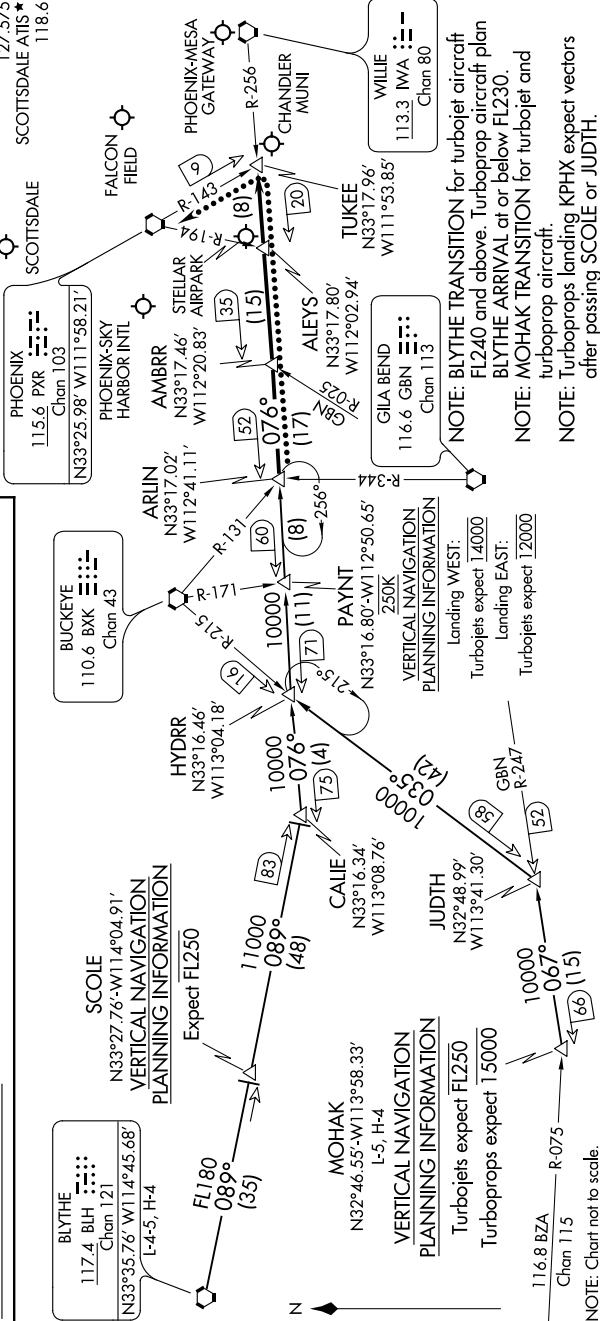 127.575
SCOTTSDALE ATIS ★
118.6
SCOTTSDALE
FALCON
FIELD
PHOENIX-MESA
GATEWAY
CHANDLER
MUNI
R-256
WILLIE
113.3 IWA
Chan 80
PHOENIX
115.6 PXR
Chan 103
N33°25.98' W111°58.21'
PHOENIX-SKY
HARBOR INTL
STELLAR
AIRPARK
R-143
9
R-194
(8)
20
TUKEE
N33°17.96'
W111°53.85'
ALEYS
N33°17.80'
W112°02.94'
AMBRR
N33°17.46'
W112°20.83'
35
(15)
GBN
R-025
ARLIN
N33°17.02'
W112°41.11'
52
076°
(17)
256°
R-344
GILA BEND
116.6 GBN
Chan 113
BUCKEYE
110.6 BXK
Chan 43
R-131
R-171
R-215
60
(8)
PAYNT
N33°16.80'-W112°50.65'
250K
VERTICAL NAVIGATION
PLANNING INFORMATION
Landing WEST:
Turbojets expect 14000
Landing EAST:
Turbojets expect 12000
10000
(11)
71
16
HYDRR
N33°16.46'
W113°04.18'
215°
10000
076°
(4)
75
CALIE
N33°16.34'
W113°08.76'
83
11000
089°
(48)
SCOLE
N33°27.76'-W114°04.91'
VERTICAL NAVIGATION
PLANNING INFORMATION
Expect FL250
BLYTHE
117.4 BLH
Chan 121
N33°35.76' W114°45.68'
L-4-5, H-4
FL180
089°
(35)
10000
035°
(42)
58
GBN
R-247
52
JUDTH
N32°48.99'
W113°41.30'
10000
067°
(15)
66
MOHAK
N32°46.55'-W113°58.33'
L-5, H-4
VERTICAL NAVIGATION
PLANNING INFORMATION
Turbojets expect FL250
Turboprops expect 15000
116.8 BZA
Chan 115
R-075
N
NOTE: Chart not to scale.
NOTE: BLYTHE TRANSITION for turbojet aircraft
FL240 and above. Turboprop aircraft plan
BLYTHE ARRIVAL at or below FL230.
NOTE: MOHAK TRANSITION for turbojet and
turboprop aircraft.
NOTE: Turboprops landing KPHX expect vectors
after passing SCOLE or JUDTH.